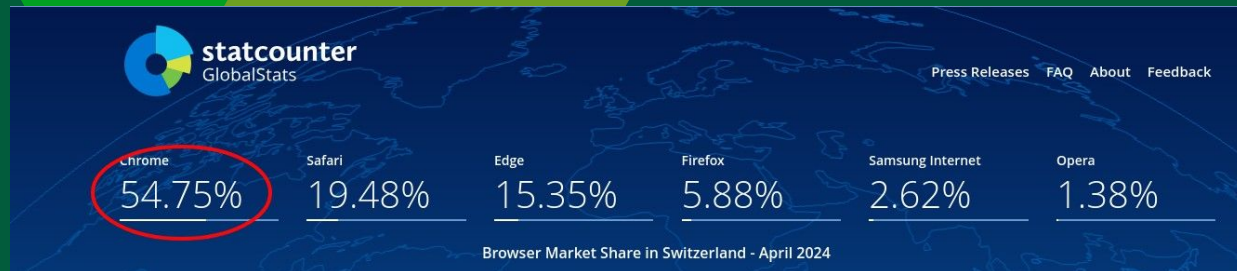 statcounter
GlobalStats
Press Releases FAQ About Feedback
Chrome Safari Edge Firefox Samsung Internet Opera
54.75% 19.48% 15.35% 5.88% 2.62% 1.38%
Browser Market Share in Switzerland - April 2024